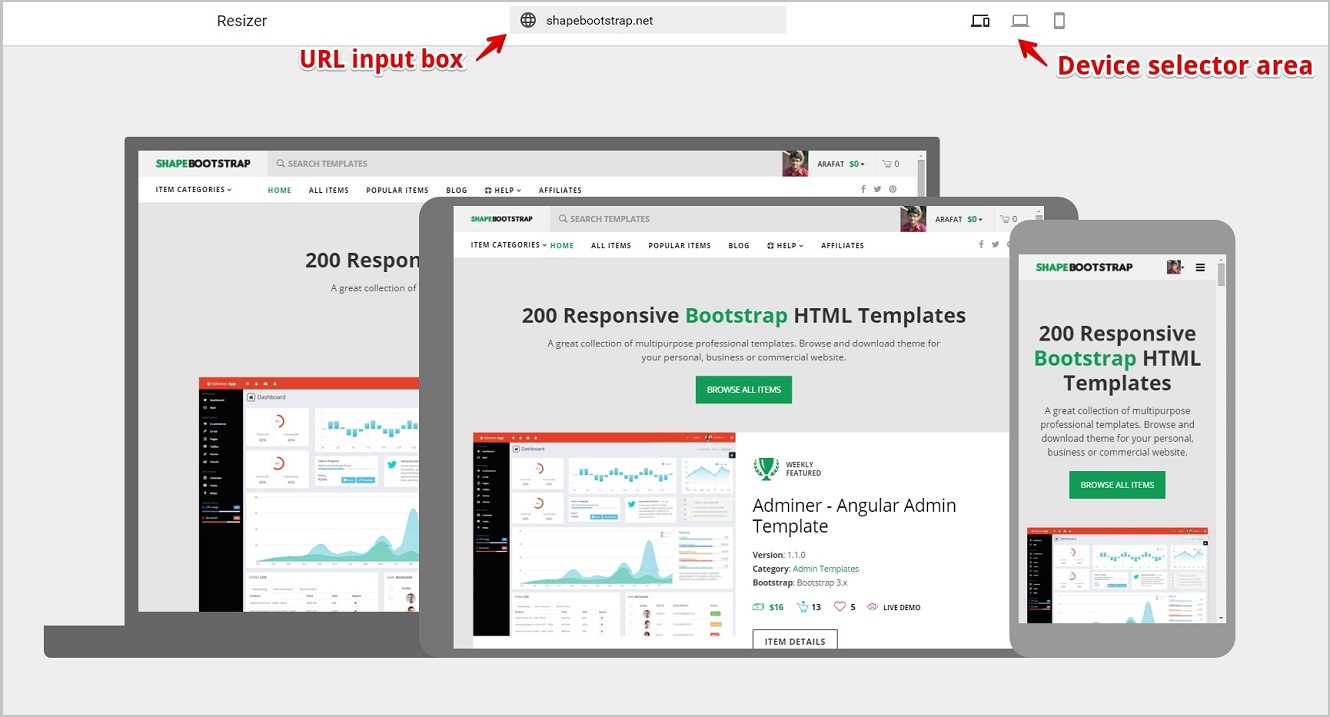 Resizer
shapebootstrap.net
URL input box
Device selector area
SHAPEBOOTSTRAP
SEARCH TEMPLATES
ARAFAT $0
0
ITEM CATEGORIES
HOME
ALL ITEMS
POPULAR ITEMS
BLOG
HELP
AFFILIATES
200 Respon
A great collection of
Adminer App
Dashboard
SHAPEBOOTSTRAP
SEARCH TEMPLATES
ARAFAT $0
0
ITEM CATEGORIES
HOME
ALL ITEMS
POPULAR ITEMS
BLOG
HELP
AFFILIATES
200 Responsive Bootstrap HTML Templates
A great collection of multipurpose professional templates. Browse and download theme for
your personal, business or commercial website.
BROWSE ALL ITEMS
Adminer App
Dashboard
WEEKLY
FEATURED
Adminer - Angular Admin
Template
Version: 1.1.0
Category: Admin Templates
Bootstrap: Bootstrap 3.x
$16
13
5
LIVE DEMO
ITEM DETAILS
SHAPEBOOTSTRAP
200 Responsive
Bootstrap HTML
Templates
A great collection of multipurpose
professional templates. Browse and
download theme for your personal,
business or commercial website.
BROWSE ALL ITEMS